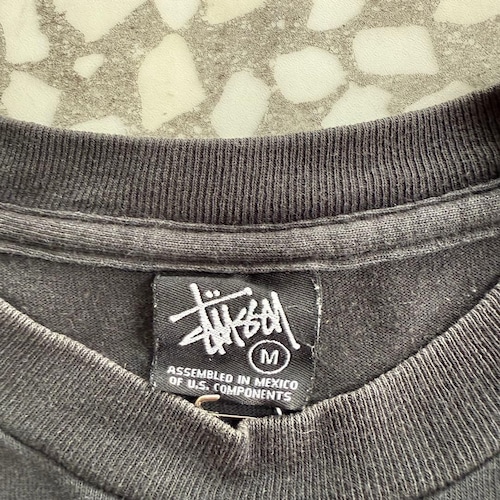 Stüssy
M
ASSEMBLED IN MEXICO
OF U.S. COMPONENTS